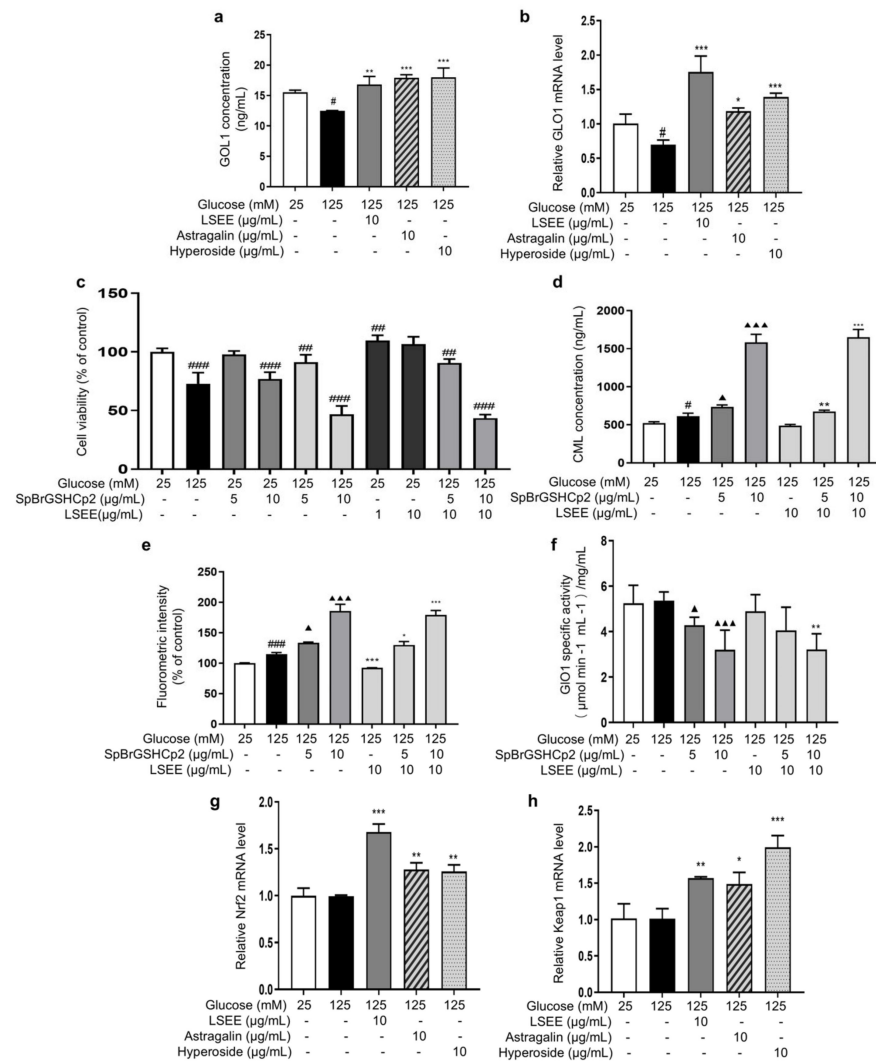 a
GOL1 concentration
(ng/mL)
25
20
15
10
5
0
#
**
***
***
Glucose (mM) 25 125 125 125 125
LSEE (µg/mL) - - 10 - -
Astragalin (µg/mL) - - - 10 -
Hyperoside (µg/mL) - - - - 10
b
Relative GLO1 mRNA level
2.5
2.0
1.5
1.0
0.5
0.0
#
***
*
***
Glucose (mM) 25 125 125 125 125
LSEE (µg/mL) - - 10 - -
Astragalin (µg/mL) - - - 10 -
Hyperoside (µg/mL) - - - - 10
c
Cell viability (% of control)
150
100
50
0
###
###
##
###
##
##
###
Glucose (mM) 25 125 25 25 125 125 25 25 125 125
SpBrGSHCp2 (µg/mL) - - 5 10 5 10 - - 5 10
LSEE(µg/mL) - - - - - - 1 10 10 10
d
CML concentration (ng/mL)
2000
1500
1000
500
0
#
▲
▲▲▲
**
***
Glucose (mM) 25 125 125 125 125 125 125
SpBrGSHCp2 (µg/mL) - - 5 10 - 5 10
LSEE (µg/mL) - - - - 10 10 10
e
Fluorometric intensity
(% of control)
250
200
150
100
50
0
###
▲
▲▲▲
***
*
***
Glucose (mM) 25 125 125 125 125 125 125
SpBrGSHCp2 (µg/mL) - - 5 10 - 5 10
LSEE (µg/mL) - - - - 10 10 10
f
GlO1 specific activity
( µmol min -1 mL -1 ) /mg/mL
8
6
4
2
0
▲
▲▲▲
**
Glucose (mM) 25 125 125 125 125 125 125
SpBrGSHCp2 (µg/mL) - - 5 10 - 5 10
LSEE (µg/mL) - - - - 10 10 10
g
Relative Nrf2 mRNA level
2.0
1.5
1.0
0.5
0.0
***
**
**
Glucose (mM) 25 125 125 125 125
LSEE (µg/mL) - - 10 - -
Astragalin (µg/mL) - - - 10 -
Hyperoside (µg/mL) - - - - 10
h
Relative Keap1 mRNA level
2.5
2.0
1.5
1.0
0.5
0.0
**
*
***
Glucose (mM) 25 125 125 125 125
LSEE (µg/mL) - - 10 - -
Astragalin (µg/mL) - - - 10 -
Hyperoside (µg/mL) - - - - 10